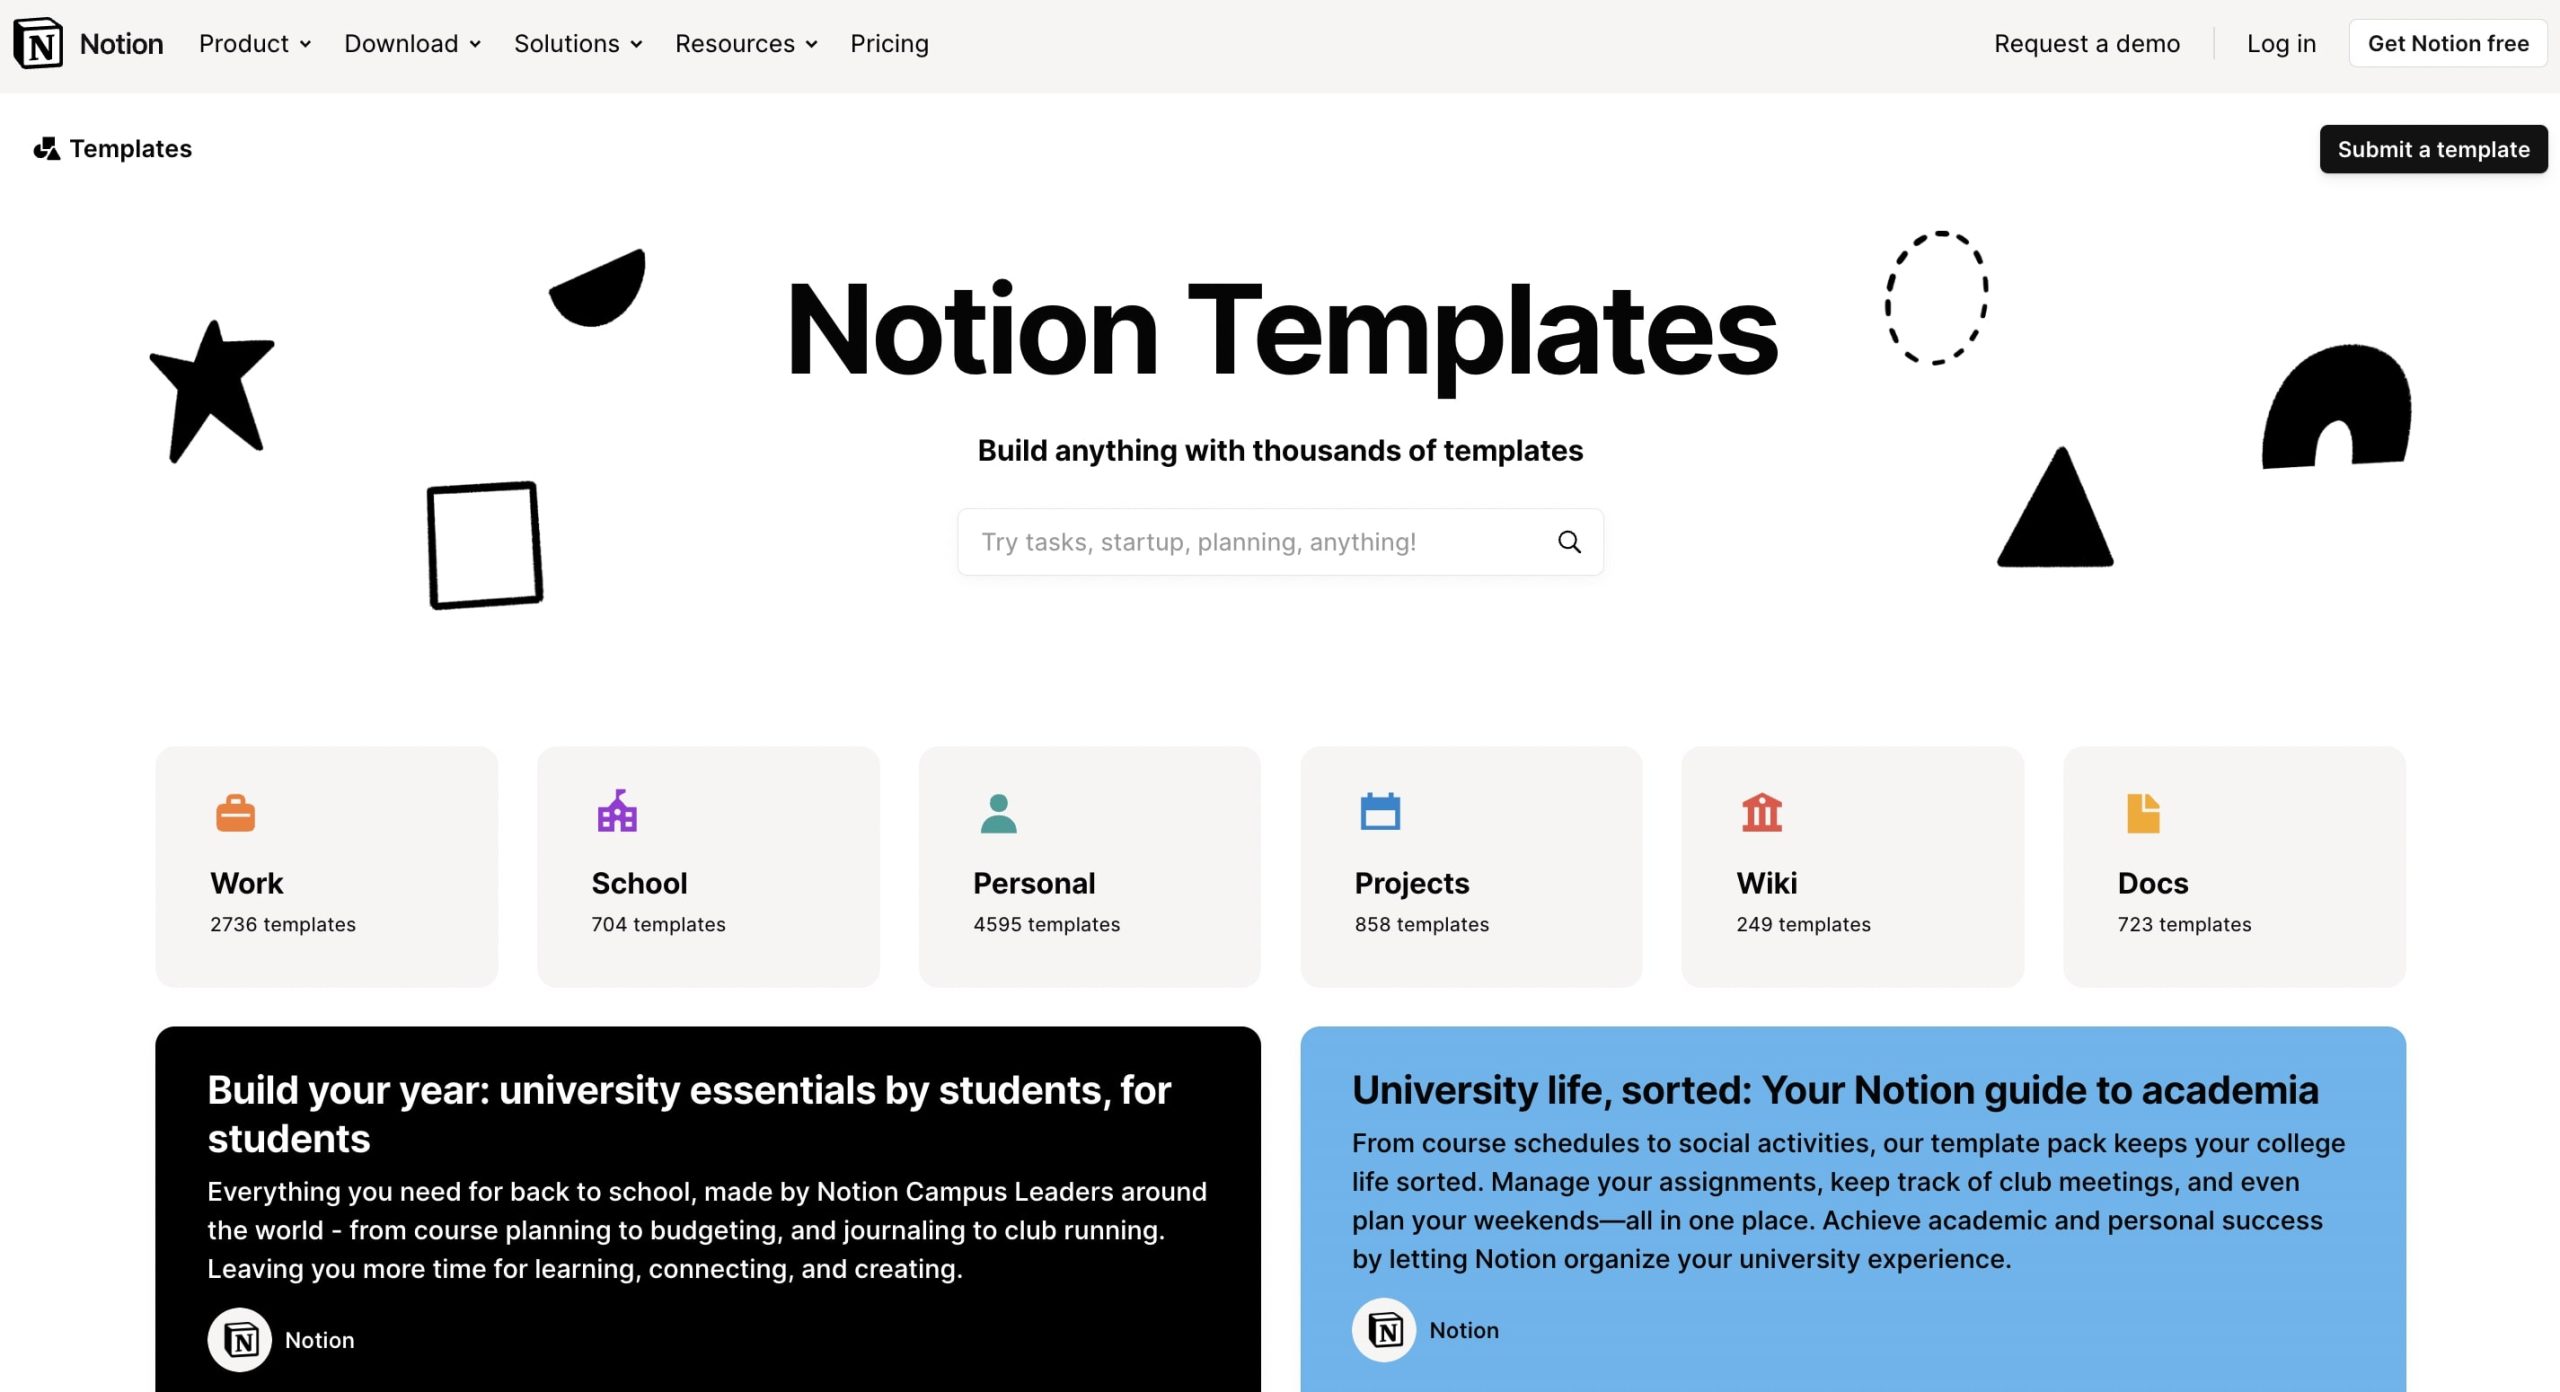 Notion Product Download Solutions Resources Pricing Request a demo Log in Get Notion free
Templates Submit a template
Notion Templates
Build anything with thousands of templates
Try tasks, startup, planning, anything!
Work
2736 templates
School
704 templates
Personal
4595 templates
Projects
858 templates
Wiki
249 templates
Docs
723 templates
Build your year: university essentials by students, for
students
Everything you need for back to school, made by Notion Campus Leaders around
the world - from course planning to budgeting, and journaling to club running.
Leaving you more time for learning, connecting, and creating.
N Notion
University life, sorted: Your Notion guide to academia
From course schedules to social activities, our template pack keeps your college
life sorted. Manage your assignments, keep track of club meetings, and even
plan your weekends—all in one place. Achieve academic and personal success
by letting Notion organize your university experience.
N Notion